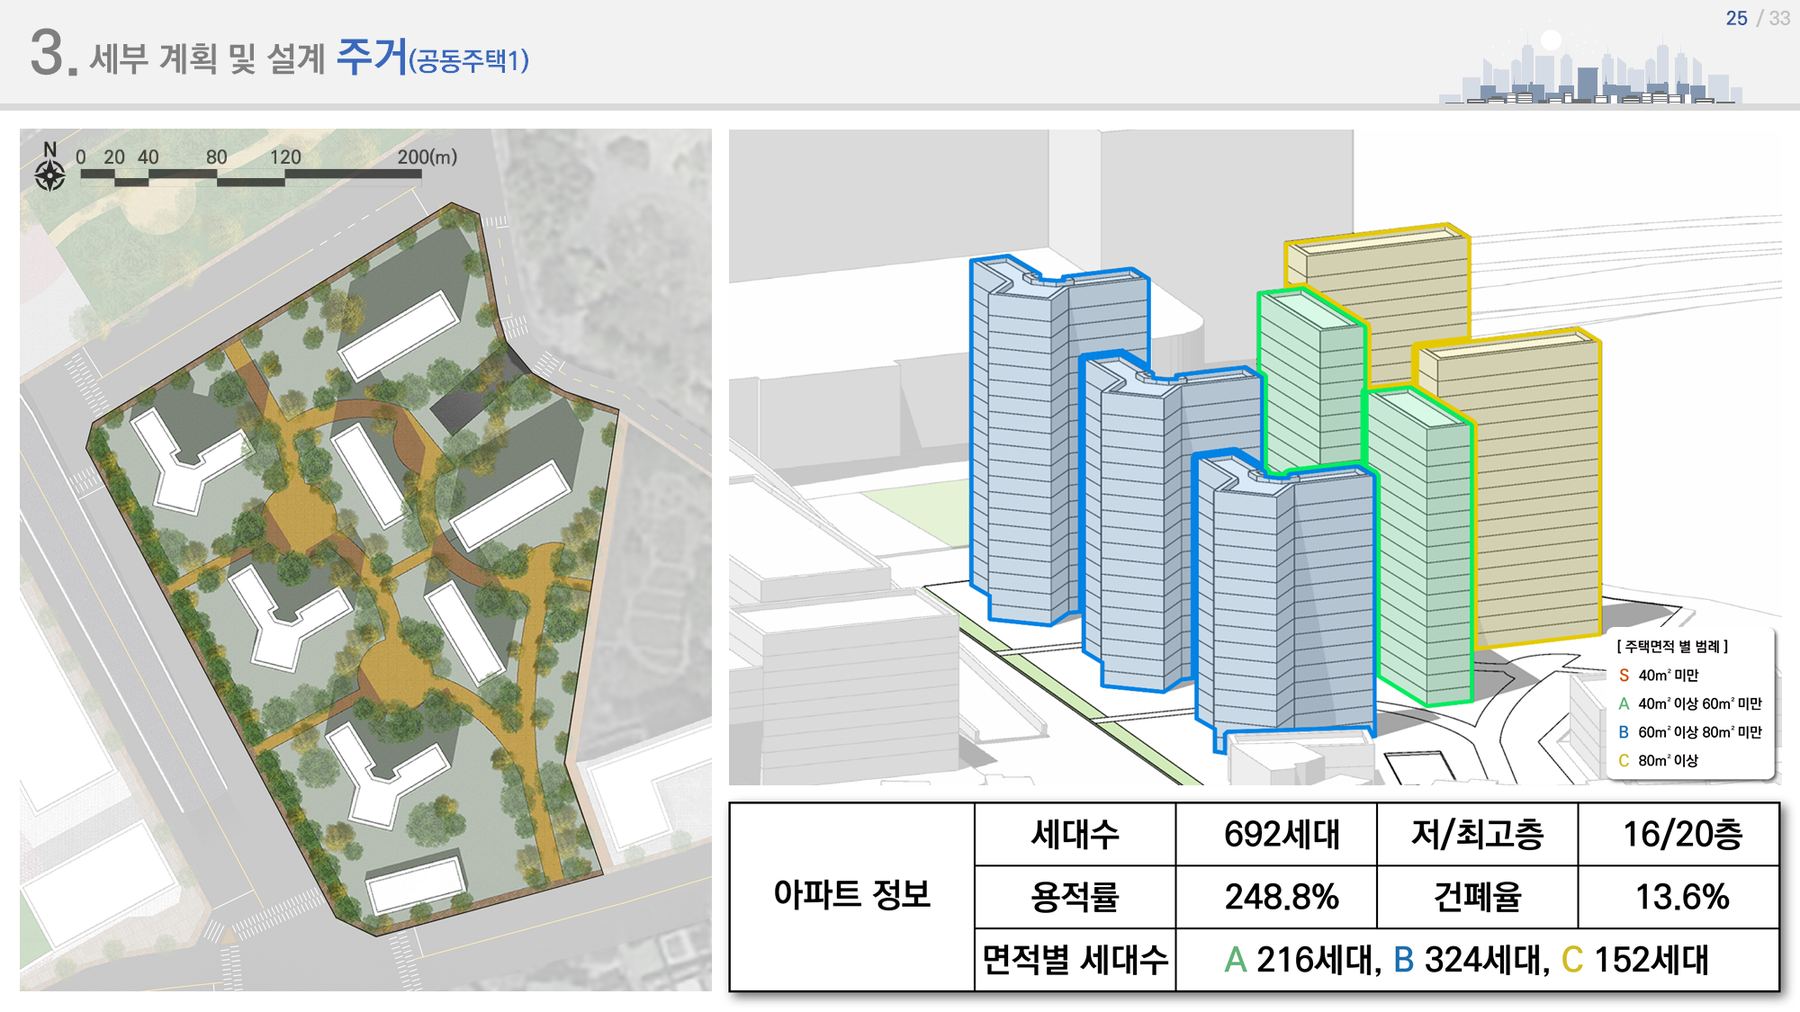 25 / 33
3. 세부 계획 및 설계 주거(공동주택1)
N
0 20 40 80 120 200(m)
[ 주택면적 별 범례 ]
S 40m² 미만
A 40m² 이상 60m² 미만
B 60m² 이상 80m² 미만
C 80m² 이상
아파트 정보
세대수 692세대 저/최고층 16/20층
용적률 248.8% 건폐율 13.6%
면적별 세대수 A 216세대, B 324세대, C 152세대